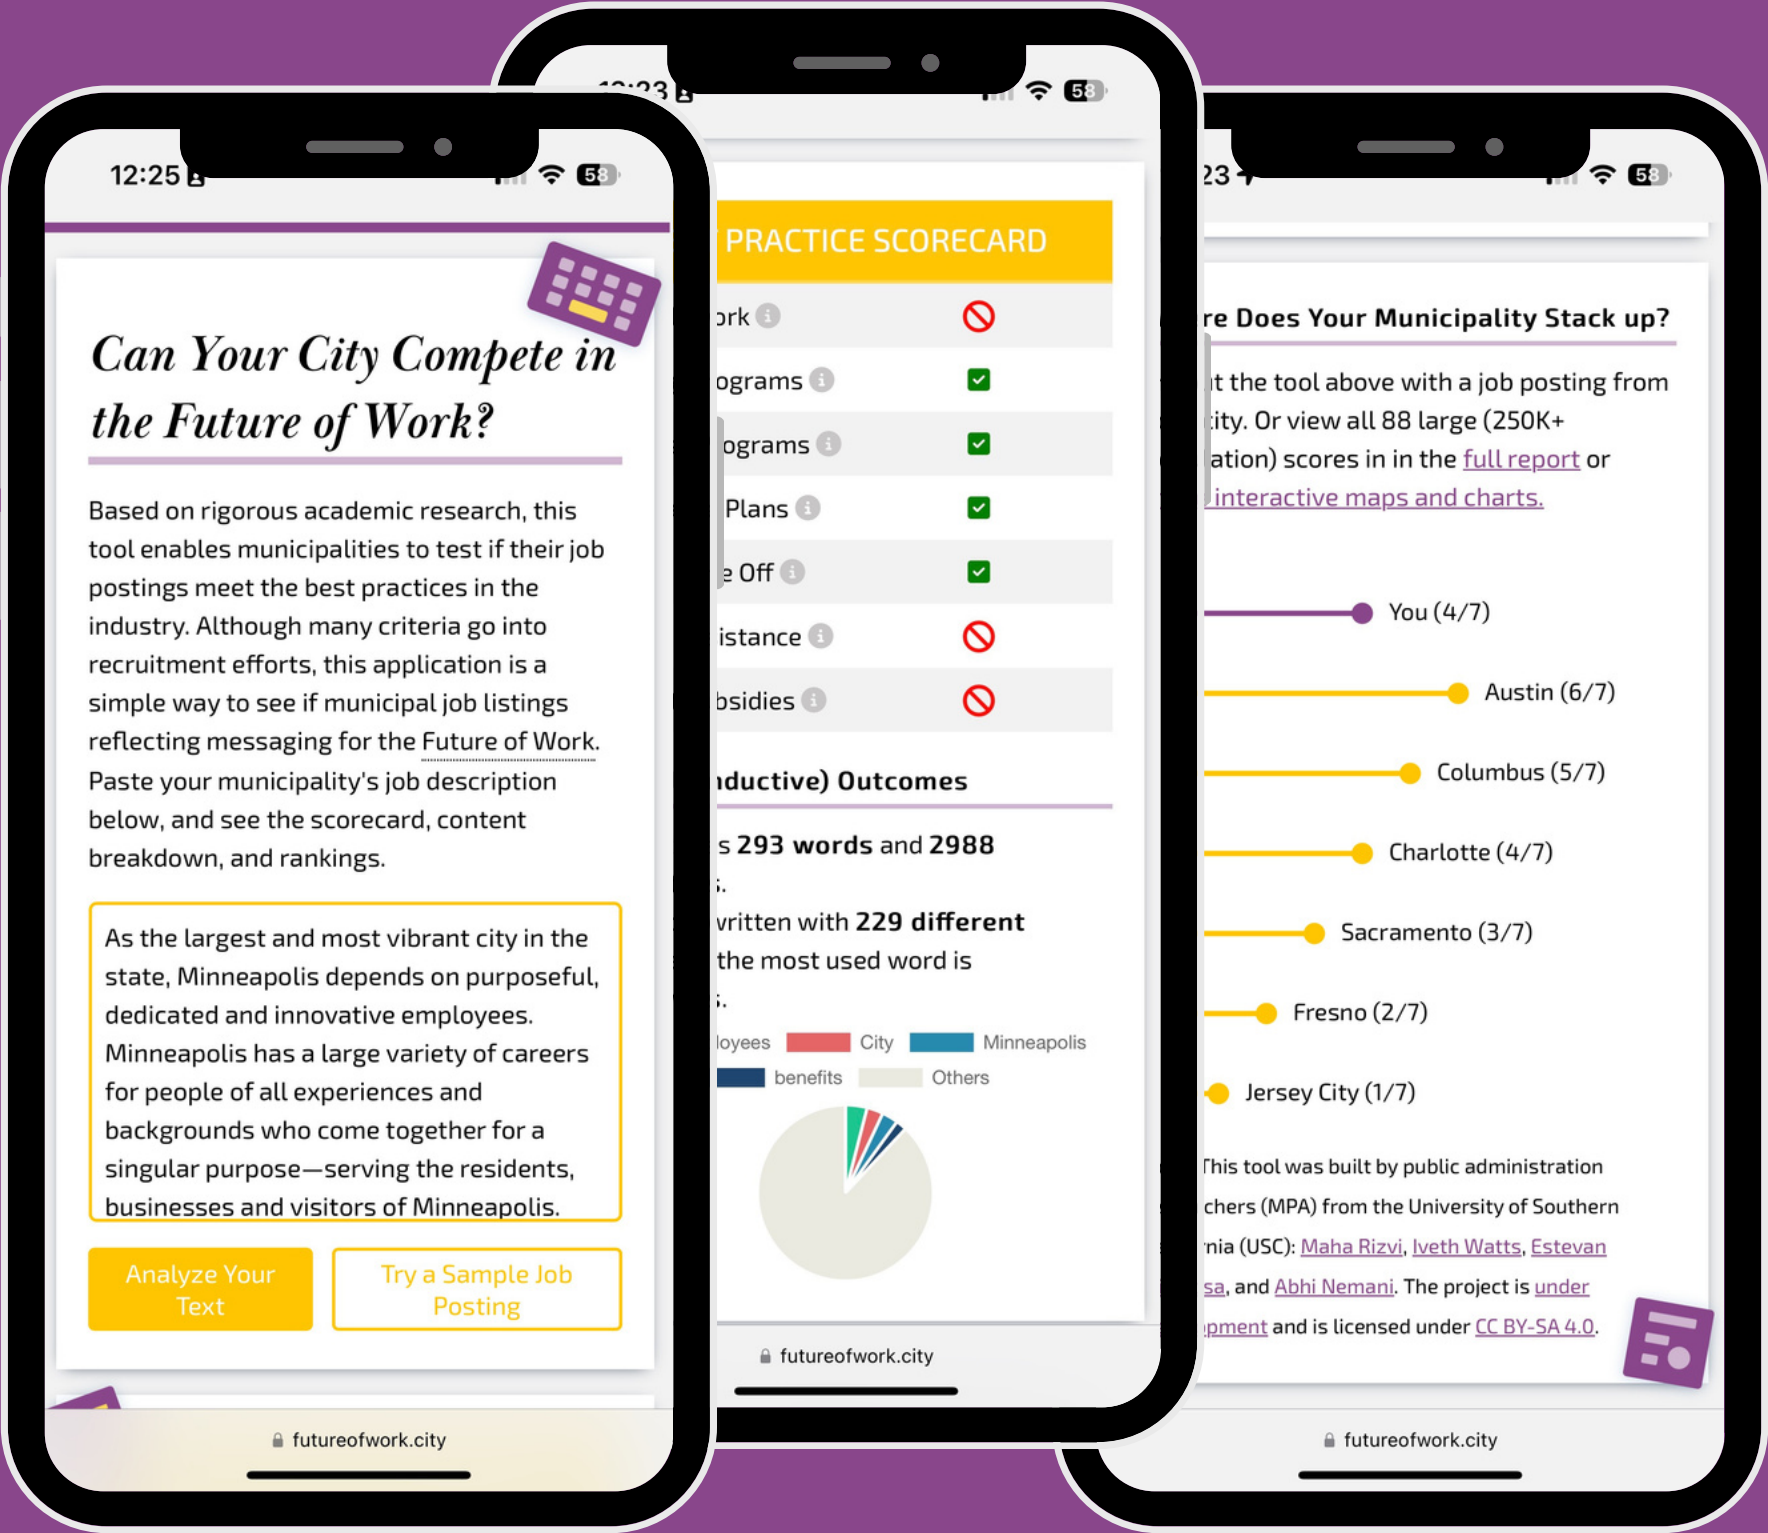 12:25
58
Can Your City Compete in
the Future of Work?
Based on rigorous academic research, this
tool enables municipalities to test if their job
postings meet the best practices in the
industry. Although many criteria go into
recruitment efforts, this application is a
simple way to see if municipal job listings
reflecting messaging for the Future of Work.
Paste your municipality's job description
below, and see the scorecard, content
breakdown, and rankings.
As the largest and most vibrant city in the
state, Minneapolis depends on purposeful,
dedicated and innovative employees.
Minneapolis has a large variety of careers
for people of all experiences and
backgrounds who come together for a
singular purpose—serving the residents,
businesses and visitors of Minneapolis.
Analyze Your
Text
Try a Sample Job
Posting
futureofwork.city
12:23
58
PRACTICE SCORECARD
ork
ograms
ograms
Plans
e Off
istance
bsidies
nductive) Outcomes
s 293 words and 2988
s.
written with 229 different
the most used word is
s.
loyees
City
Minneapolis
benefits
Others
futureofwork.city
23
58
re Does Your Municipality Stack up?
ut the tool above with a job posting from
city. Or view all 88 large (250K+
ation) scores in in the full report or
interactive maps and charts.
You (4/7)
Austin (6/7)
Columbus (5/7)
Charlotte (4/7)
Sacramento (3/7)
Fresno (2/7)
Jersey City (1/7)
This tool was built by public administration
chers (MPA) from the University of Southern
rnia (USC): Maha Rizvi, Iveth Watts, Estevan
sa, and Abhi Nemani. The project is under
opment and is licensed under CC BY-SA 4.0.
futureofwork.city